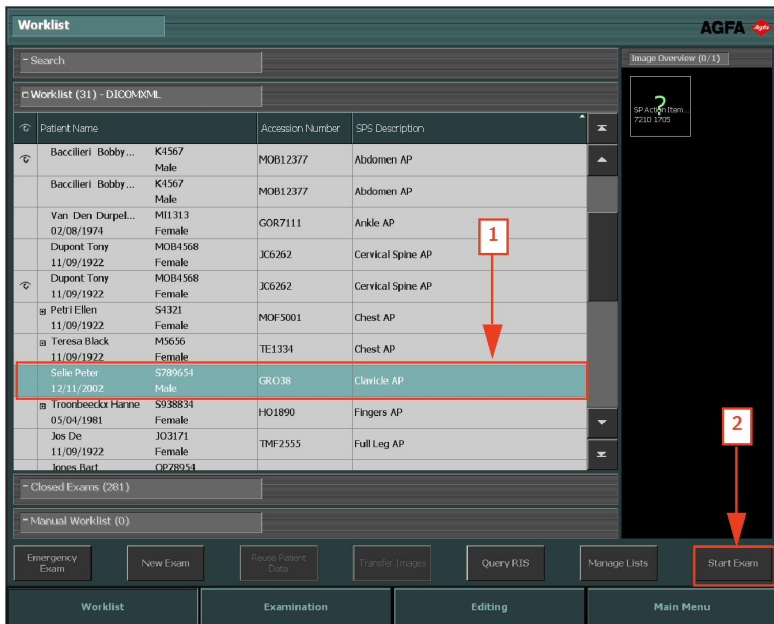 Worklist
AGFA
- Search
Image Overview (0/1)
Worklist (31) - DICOMXML
?
SP Action Item...
7210 1705
Patient Name Accession Number SPS Description
Baccilieri Bobby... K4567
Male
MOB12377 Abdomen AP
Baccilieri Bobby... K4567
Male
MOB12377 Abdomen AP
Van Den Durpel... MI1313
02/08/1974 Female
GOR7111 Ankle AP
1
Dupont Tony MOB4568
11/09/1922 Female
JC6262 Cervical Spine AP
Dupont Tony MOB4568
11/09/1922 Female
JC6262 Cervical Spine AP
Petri Ellen S4321
11/09/1922 Female
MOF5001 Chest AP
Teresa Black M5656
11/09/1922 Female
TE1334 Chest AP
Selie Peter S789654
12/11/2002 Male
GRO38 Clavicle AP
Troonbeeckx Hanne S938834
05/04/1981 Female
HO1890 Fingers AP
2
Jos De JO3171
11/09/1922 Female
TMF2555 Full Leg AP
Jones Bart OP78954
- Closed Exams (281)
- Manual Worklist (0)
Emergency Exam New Exam Reuse Patient Data Transfer Images Query RIS Manage Lists Start Exam
Worklist Examination Editing Main Menu